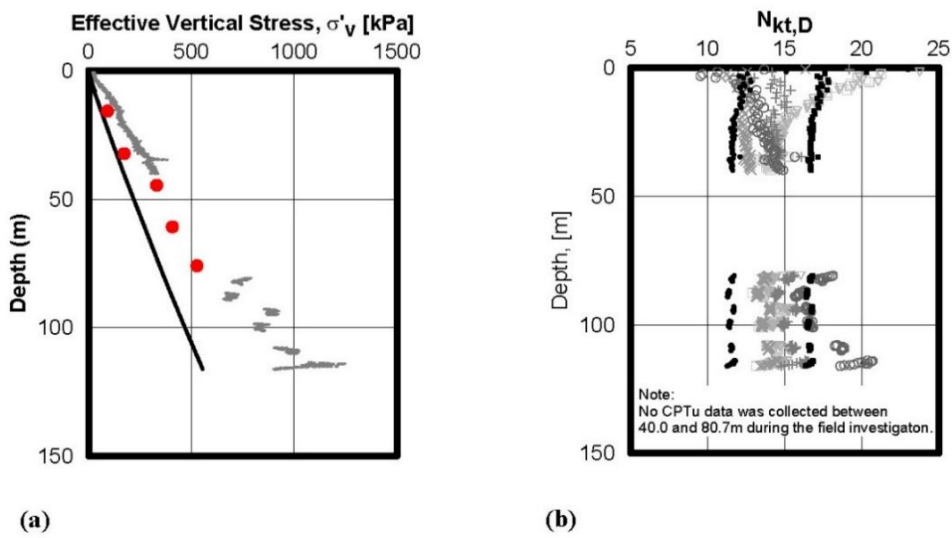 Effective Vertical Stress, σ'v [kPa]
0 500 1000 1500
0
50
100
150
Depth (m)
(a)
Nkt,D
5 10 15 20 25
0
50
100
150
Depth, [m]
Note:
No CPTu data was collected between
40.0 and 80.7m during the field investigaton.
(b)